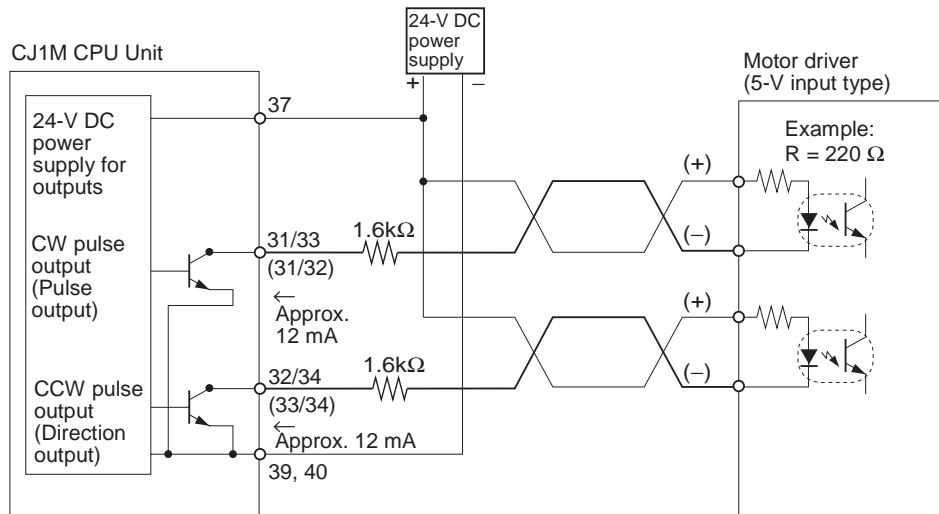 24-V DC
power
supply
+
−
CJ1M CPU Unit
Motor driver
(5-V input type)
37
24-V DC
power
supply for
outputs
Example:
R = 220 Ω
(+)
(−)
1.6kΩ
31/33
(31/32)
CW pulse
output
(Pulse
output)
←
Approx.
12 mA
(+)
(−)
1.6kΩ
32/34
(33/34)
CCW pulse
output
(Direction
output)
←
Approx. 12 mA
39, 40